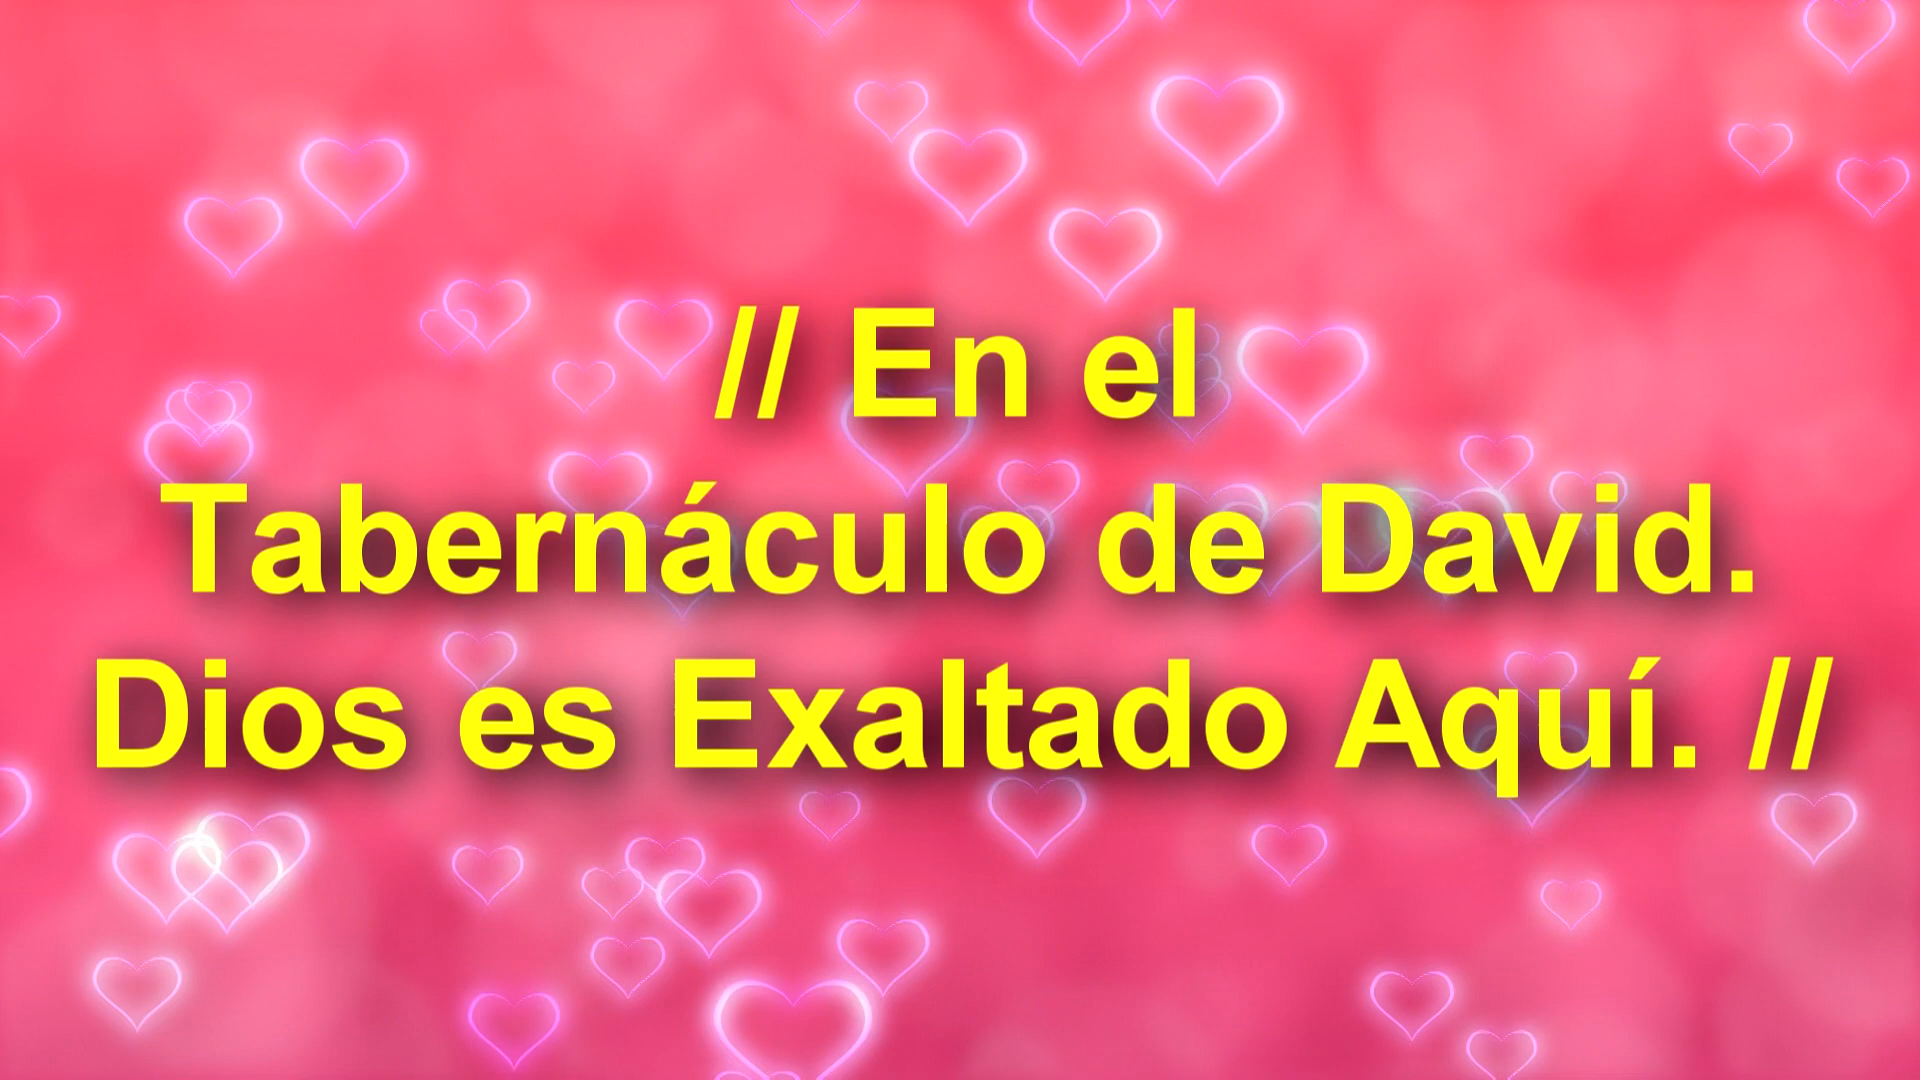 // En el
Tabernáculo de David.
Dios es Exaltado Aquí. //